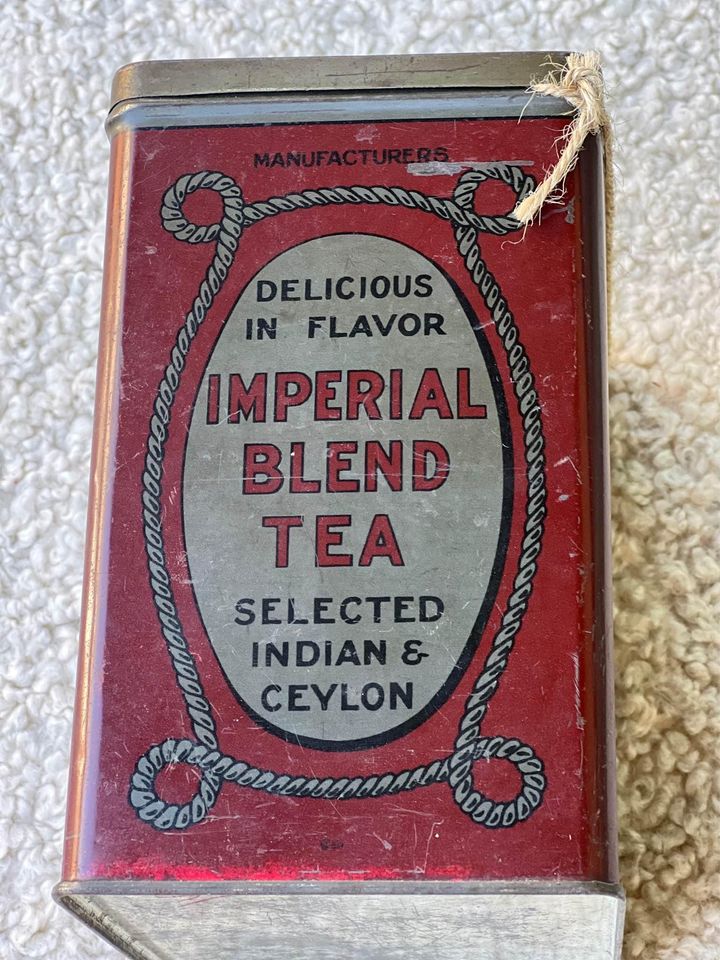 MANUFACTURERS
DELICIOUS
IN FLAVOR
IMPERIAL
BLEND
TEA
SELECTED
INDIAN &
CEYLON